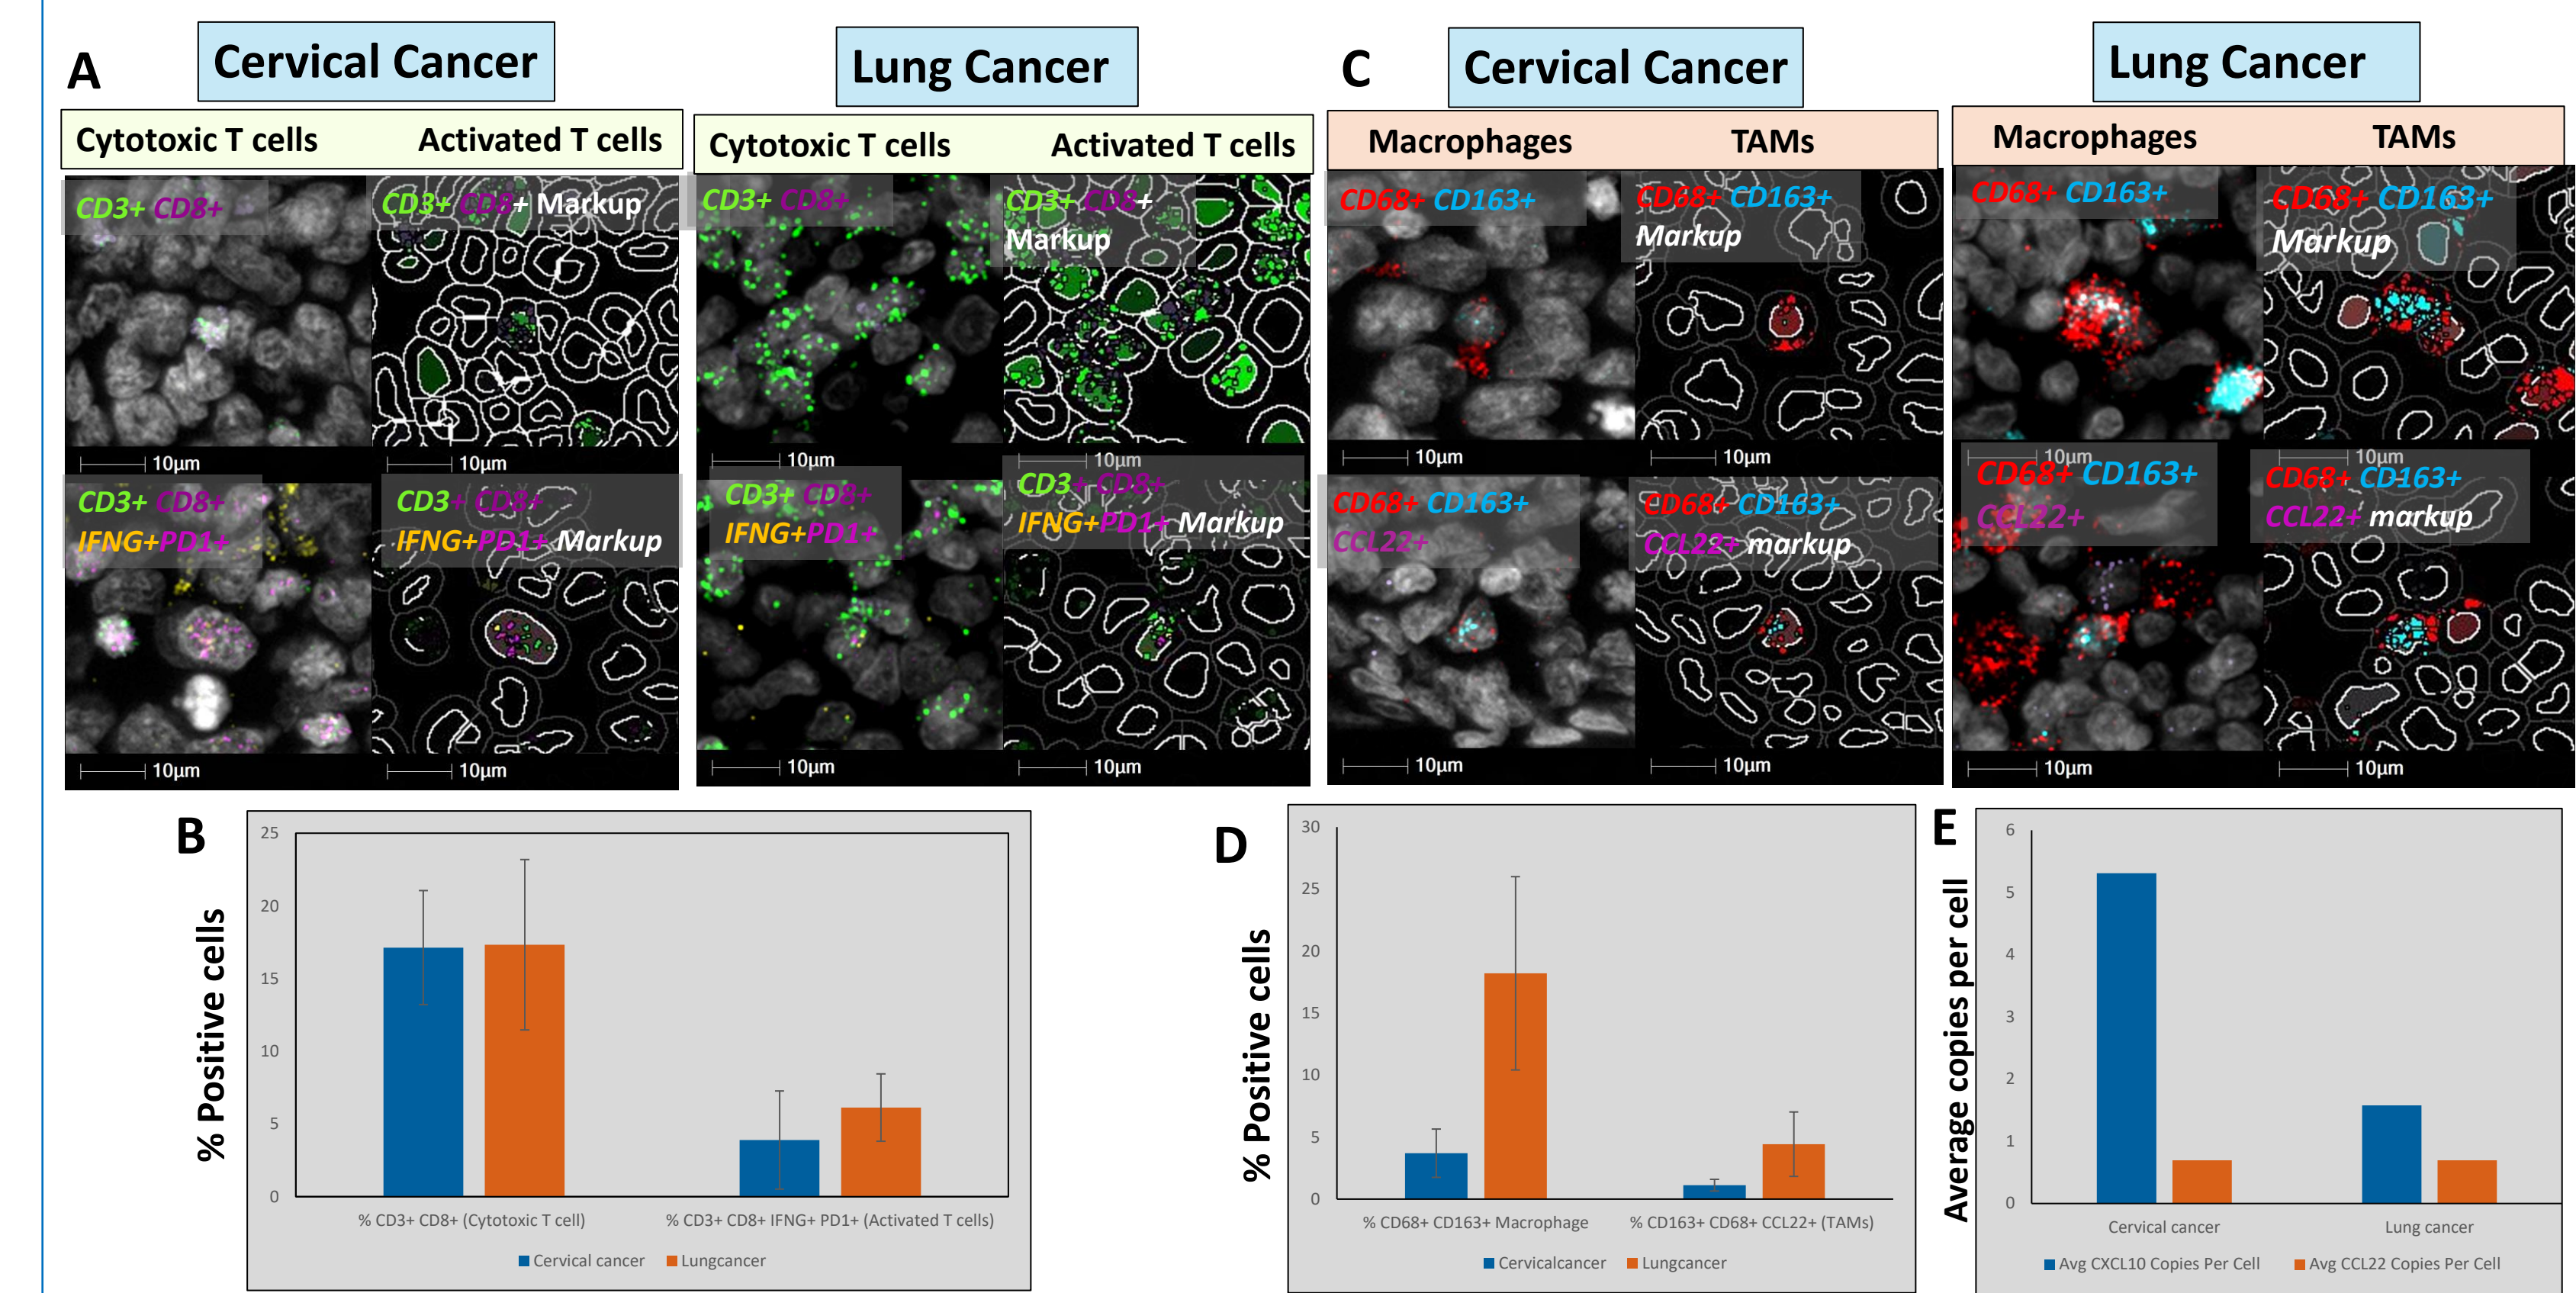 A
Cervical Cancer
Cytotoxic T cells
Activated T cells
CD3+ CD8+
CD3+ CD8+ Markup
10µm
10µm
CD3+ CD8+
IFNG+PD1+
CD3+ CD8+
IFNG+PD1+ Markup
10µm
10µm
Lung Cancer
Cytotoxic T cells
Activated T cells
CD3+ CD8+
CD3+ CD8+
Markup
10µm
10µm
CD3+ CD8+
IFNG+PD1+
CD3+ CD8+
IFNG+PD1+ Markup
10µm
10µm
C
Cervical Cancer
Macrophages
TAMs
CD68+ CD163+
CD68+ CD163+
Markup
10µm
10µm
CD68+ CD163+
CCL22+
CD68+ CD163+
CCL22+ markup
10µm
10µm
Lung Cancer
Macrophages
TAMs
CD68+ CD163+
CD68+ CD163+
Markup
10µm
10µm
CD68+ CD163+
CCL22+
CD68+ CD163+
CCL22+ markup
10µm
10µm
B
% Positive cells
25
20
15
10
5
0
% CD3+ CD8+ (Cytotoxic T cell)
% CD3+ CD8+ IFNG+ PD1+ (Activated T cells)
Cervical cancer
Lungcancer
D
% Positive cells
30
25
20
15
10
5
0
% CD68+ CD163+ Macrophage
% CD163+ CD68+ CCL22+ (TAMs)
Cervicalcancer
Lungcancer
E
Average copies per cell
6
5
4
3
2
1
0
Cervical cancer
Lung cancer
Avg CXCL10 Copies Per Cell
Avg CCL22 Copies Per Cell